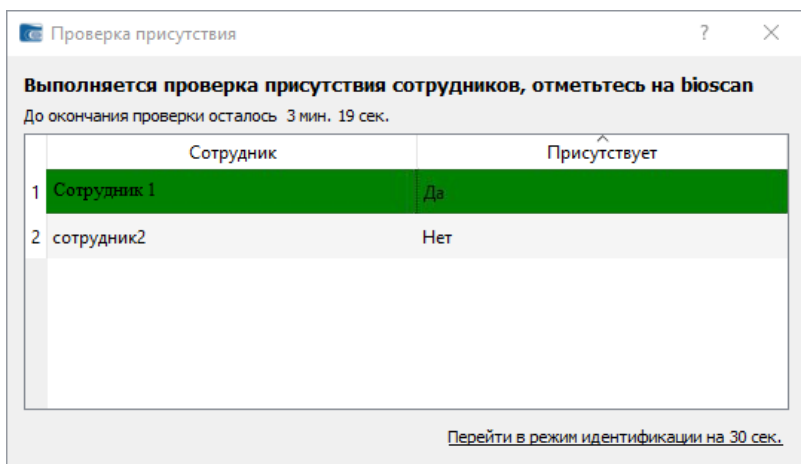 Проверка присутствия
?
Выполняется проверка присутствия сотрудников, отметьтесь на bioscan
До окончания проверки осталось 3 мин. 19 сек.
Сотрудник Присутствует
1 Сотрудник 1 Да
2 сотрудник2 Нет
Перейти в режим идентификации на 30 сек.